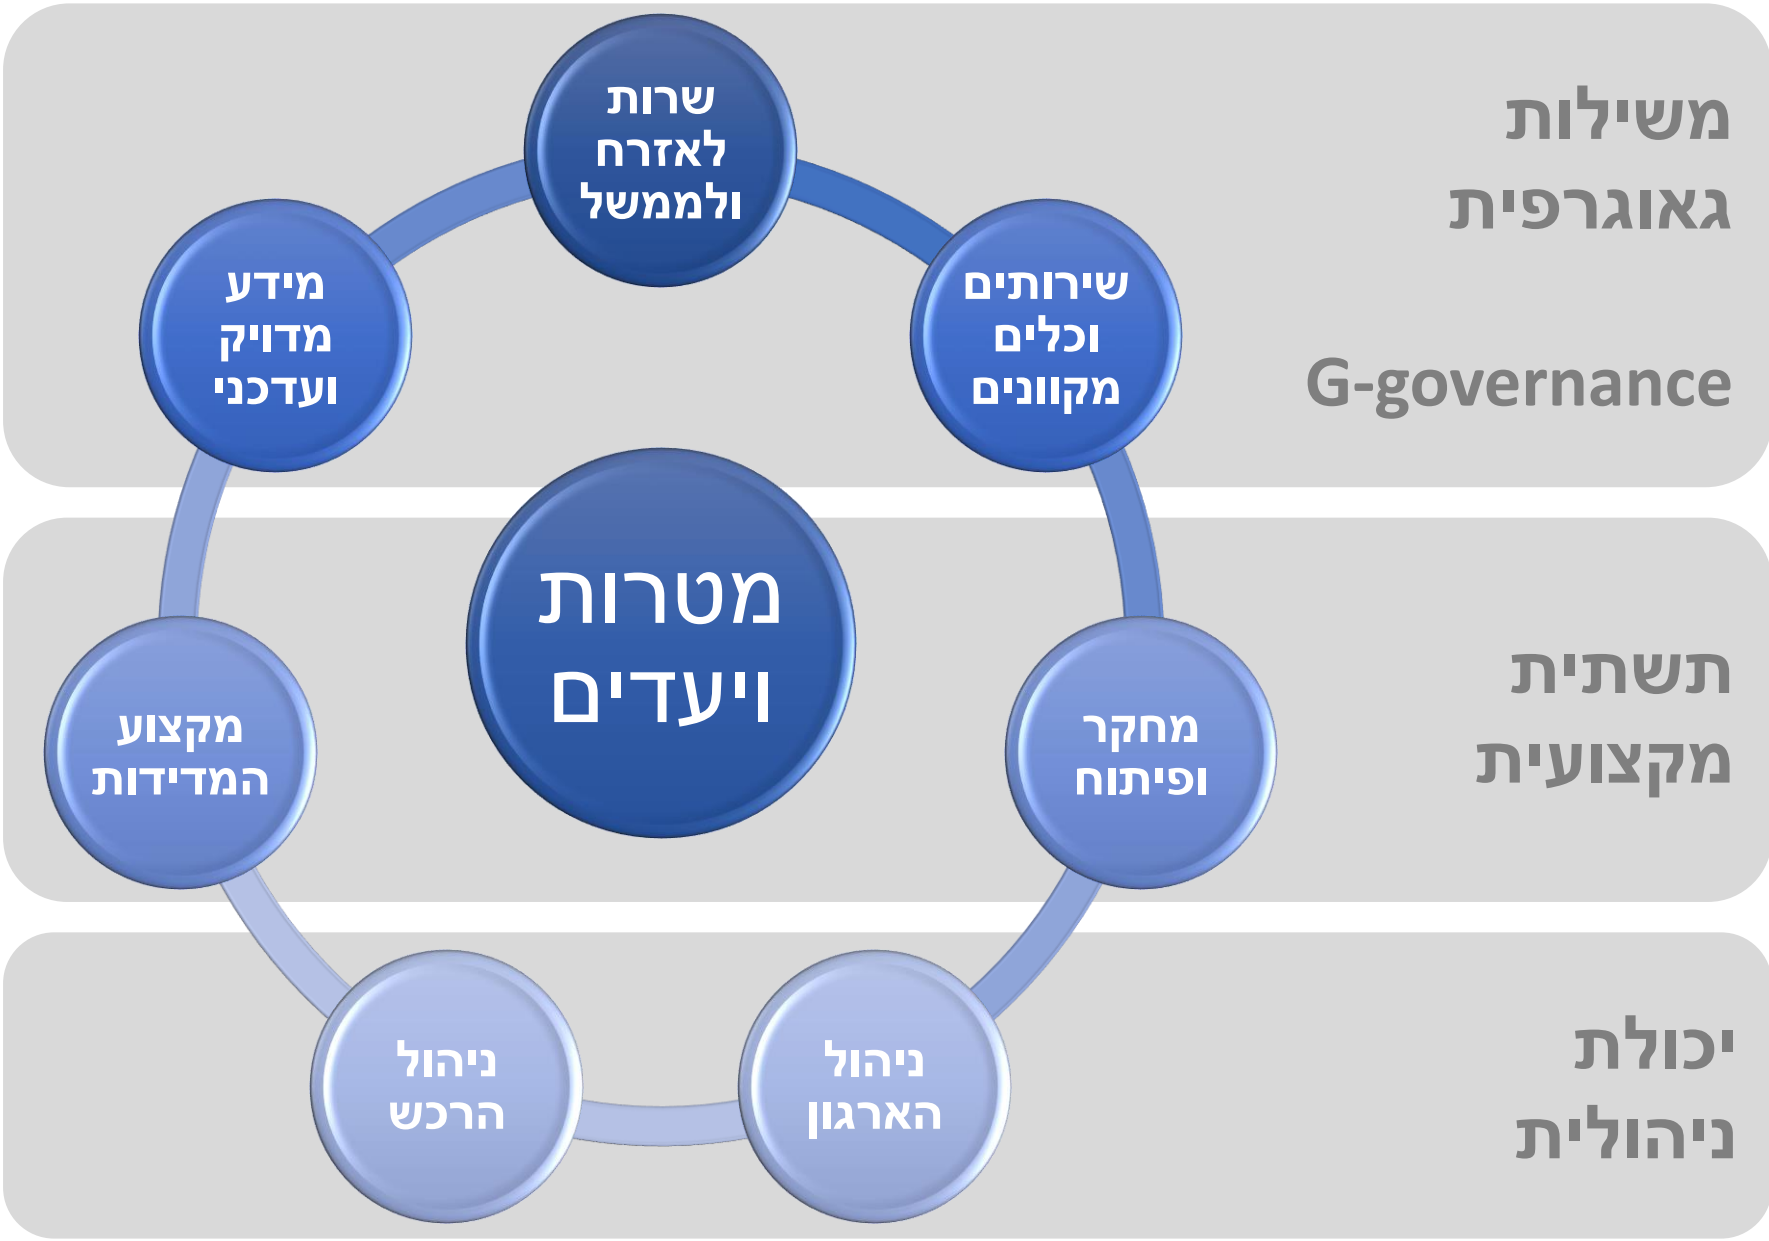 משילות
גאוגרפית
G-governance
שרות
לאזרח
ולממשל
שירותים
וכלים
מקוונים
מידע
מדויק
ועדכני
מטרות
ויעדים
תשתית
מקצועית
מחקר
ופיתוח
מקצוע
המדידות
יכולת
ניהולית
ניהול
הארגון
ניהול
הרכש